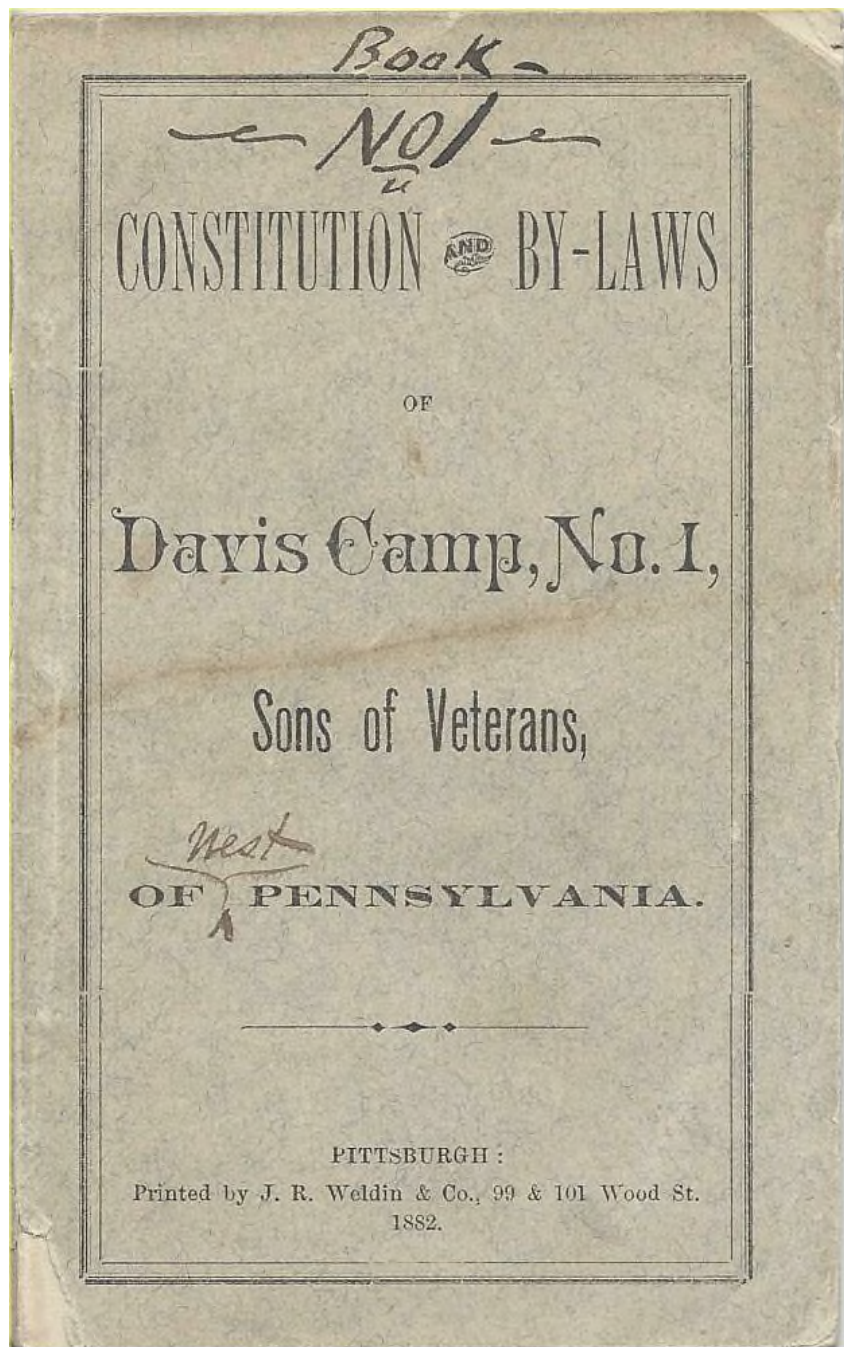 Book -
No 1
CONSTITUTION AND BY-LAWS
OF
Davis Camp, No. 1,
Sons of Veterans,
West
OF PENNSYLVANIA.
PITTSBURGH:
Printed by J. R. Weldin & Co., 99 & 101 Wood St.
1882.